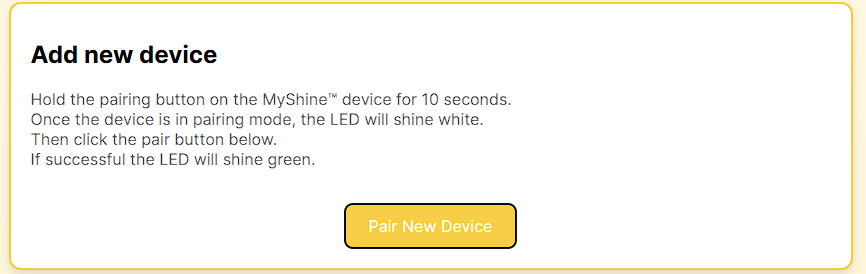 Add new device
Hold the pairing button on the MyShine™ device for 10 seconds.
Once the device is in pairing mode, the LED will shine white.
Then click the pair button below.
If successful the LED will shine green.
Pair New Device